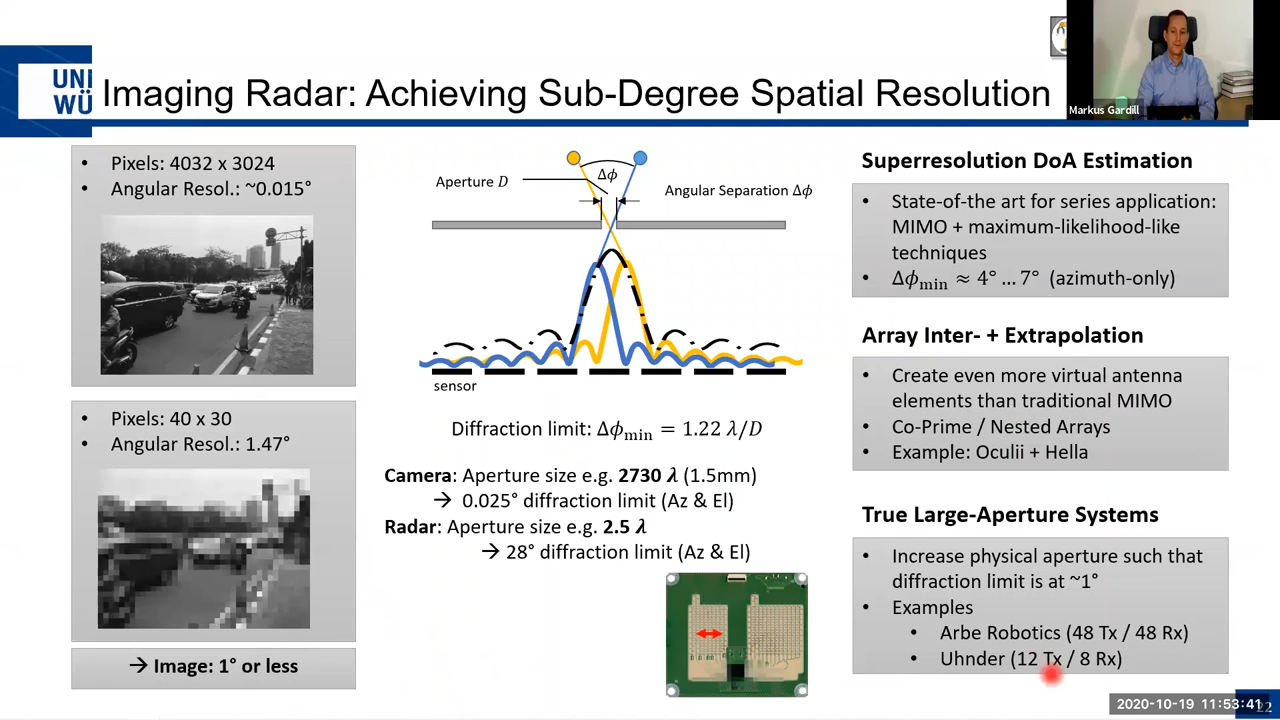 UNI
WÜ
Imaging Radar: Achieving Sub-Degree Spatial Resolution
Markus Gardill
• Pixels: 4032 x 3024
• Angular Resol.: ~0.015°
• Pixels: 40 x 30
• Angular Resol.: 1.47°
→ Image: 1° or less
Δϕ
Aperture D
Angular Separation Δϕ
sensor
Diffraction limit: Δϕmin = 1.22 λ/D
Camera: Aperture size e.g. 2730 λ (1.5mm)
→ 0.025° diffraction limit (Az & El)
Radar: Aperture size e.g. 2.5 λ
→ 28° diffraction limit (Az & El)
Superresolution DoA Estimation
• State-of-the art for series application:
MIMO + maximum-likelihood-like
techniques
• Δϕmin ≈ 4° … 7° (azimuth-only)
Array Inter- + Extrapolation
• Create even more virtual antenna
elements than traditional MIMO
• Co-Prime / Nested Arrays
• Example: Oculii + Hella
True Large-Aperture Systems
• Increase physical aperture such that
diffraction limit is at ~1°
• Examples
• Arbe Robotics (48 Tx / 48 Rx)
• Uhnder (12 Tx / 8 Rx)
2020-10-19 11:53:41
22